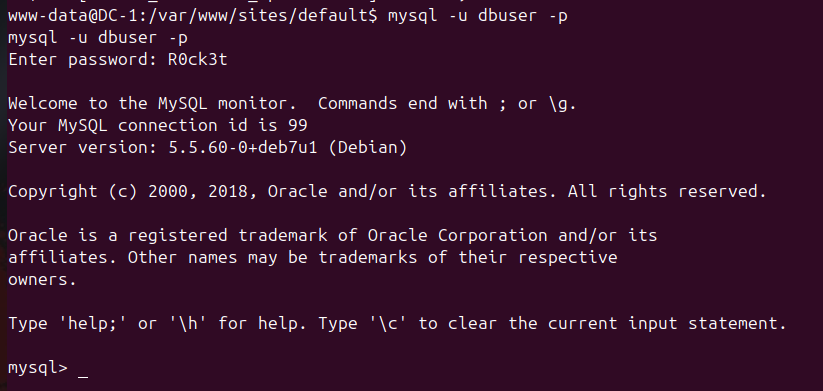 www-data@DC-1:/var/www/sites/default$ mysql -u dbuser -p
mysql -u dbuser -p
Enter password: R0ck3t
Welcome to the MySQL monitor.  Commands end with ; or \g.
Your MySQL connection id is 99
Server version: 5.5.60-0+deb7u1 (Debian)
Copyright (c) 2000, 2018, Oracle and/or its affiliates. All rights reserved.
Oracle is a registered trademark of Oracle Corporation and/or its
affiliates. Other names may be trademarks of their respective
owners.
Type 'help;' or '\h' for help. Type '\c' to clear the current input statement.
mysql> _